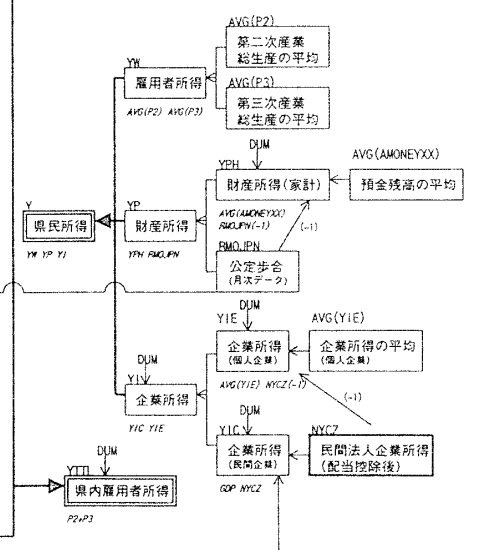 AVG(P2)
第二次産業
総生産の平均
YW
雇用者所得
AVG(P2) AVG(P3)
AVG(P3)
第三次産業
総生産の平均
DUM
YPH
財産所得(家計)
AVG(AMONEYXX)
RMOJPN(-1)
AVG(AMONEYXX)
預金残高の平均
(-1)
Y
県民所得
YW YP YI
YP
財産所得
YPH RMOJPN
RMOJPN
公定歩合
(月次データ)
DUM
YIE
企業所得
(個人企業)
AVG(YIE) NYCZ(-1)
AVG(YIE)
企業所得の平均
(個人企業)
(-1)
DUM
YI
企業所得
YIC YIE
DUM
YIC
企業所得
(民間企業)
GDP NYCZ
NYCZ
民間法人企業所得
(配当控除後)
DUM
県内雇用者所得
P2+P3